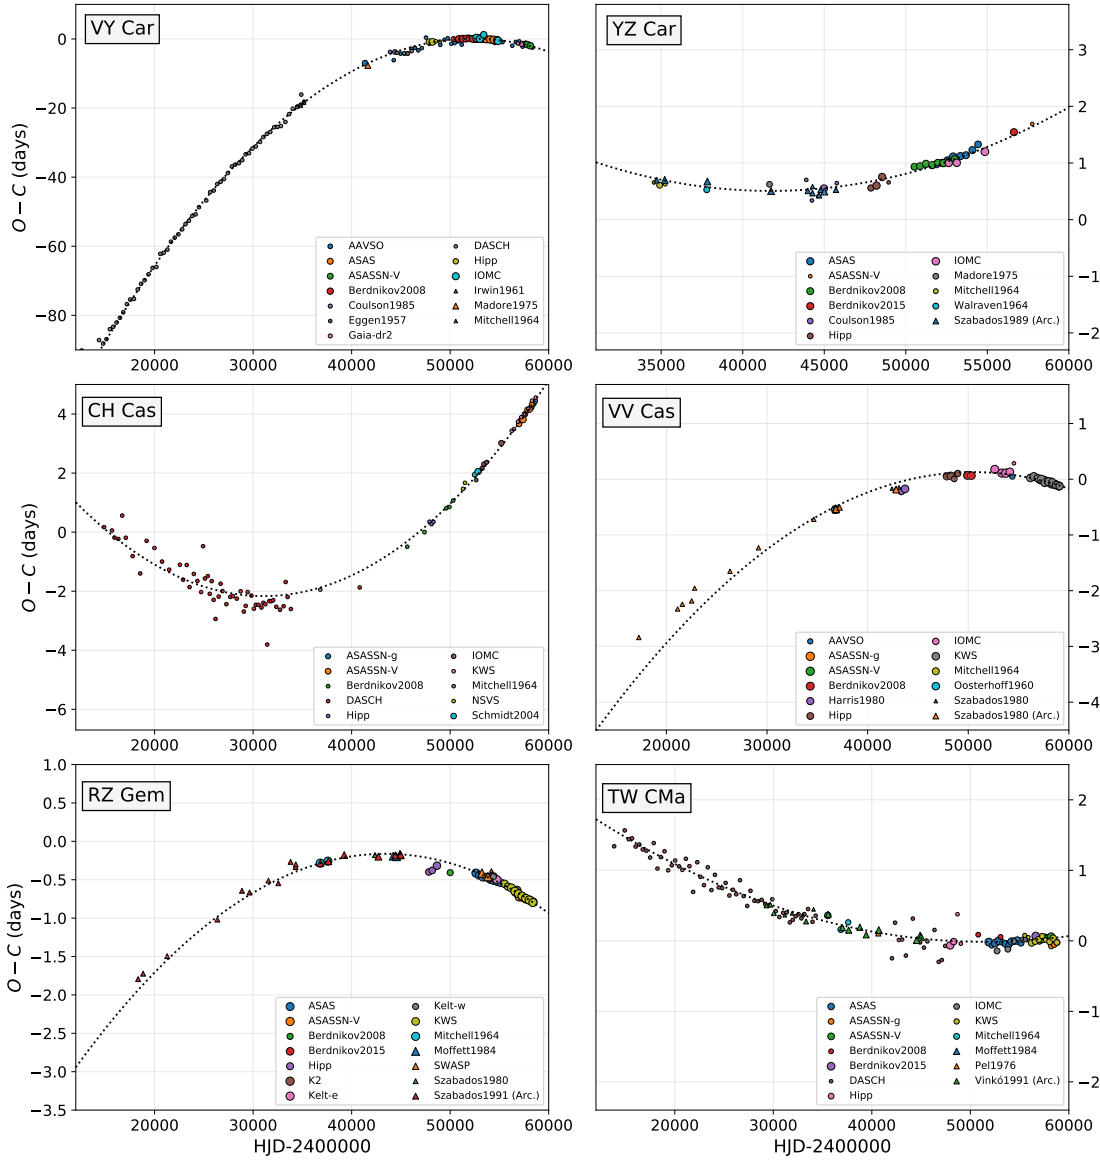 VY Car
O − C (days)
0
−20
−40
−60
−80
20000 30000 40000 50000 60000
AAVSO
ASAS
ASASSN-V
Berdnikov2008
Coulson1985
Eggen1957
Gaia-dr2
DASCH
Hipp
IOMC
Irwin1961
Madore1975
Mitchell1964
YZ Car
3
2
1
0
−1
−2
35000 40000 45000 50000 55000 60000
ASAS
ASASSN-V
Berdnikov2008
Berdnikov2015
Coulson1985
Hipp
IOMC
Madore1975
Mitchell1964
Walraven1964
Szabados1989 (Arc.)
CH Cas
O − C (days)
4
2
0
−2
−4
−6
20000 30000 40000 50000 60000
ASASSN-g
ASASSN-V
Berdnikov2008
DASCH
Hipp
IOMC
KWS
Mitchell1964
NSVS
Schmidt2004
VV Cas
1
0
−1
−2
−3
−4
20000 30000 40000 50000 60000
AAVSO
ASASSN-g
ASASSN-V
Berdnikov2008
Harris1980
Hipp
IOMC
KWS
Mitchell1964
Oosterhoff1960
Szabados1980
Szabados1980 (Arc.)
RZ Gem
O − C (days)
1.0
0.5
0.0
−0.5
−1.0
−1.5
−2.0
−2.5
−3.0
−3.5
20000 30000 40000 50000 60000
HJD-2400000
ASAS
ASASSN-V
Berdnikov2008
Berdnikov2015
Hipp
K2
Kelt-e
Kelt-w
KWS
Mitchell1964
Moffett1984
SWASP
Szabados1980
Szabados1991 (Arc.)
TW CMa
2
1
0
−1
−2
20000 30000 40000 50000 60000
HJD-2400000
ASAS
ASASSN-g
ASASSN-V
Berdnikov2008
Berdnikov2015
DASCH
Hipp
IOMC
KWS
Mitchell1964
Moffett1984
Pel1976
Vinkó1991 (Arc.)